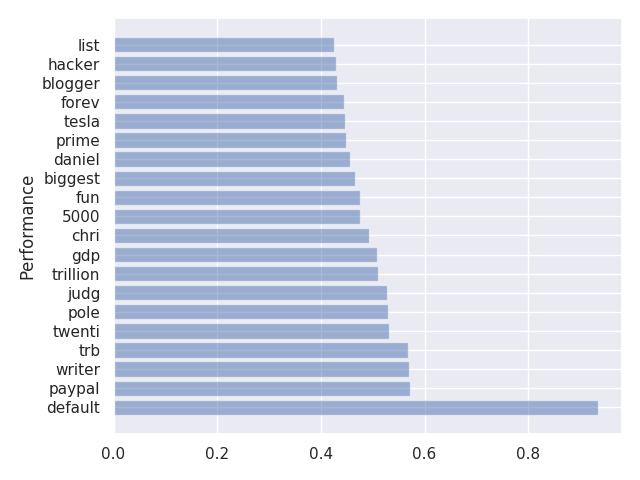 list
hacker
blogger
forev
tesla
prime
daniel
biggest
fun
5000
chri
gdp
trillion
judg
pole
twenti
trb
writer
paypal
default
Performance
0.0 0.2 0.4 0.6 0.8